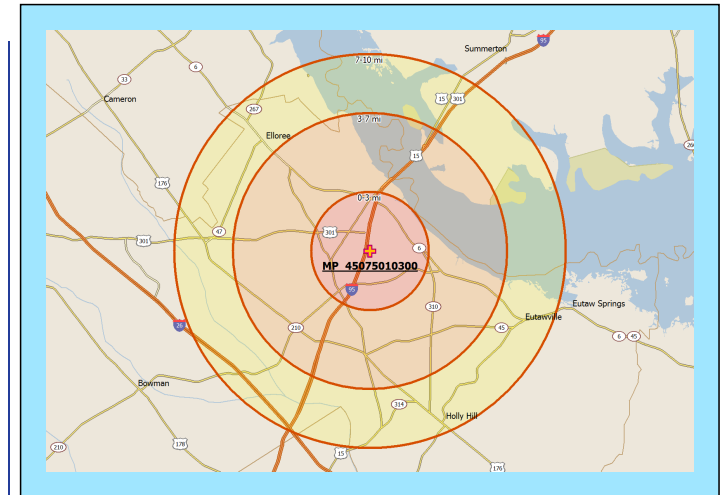 95
Summerton
7-10 mi
6
33
Cameron
15
301
267
3-7 mi
Elloree
15
26
176
0-3 mi
47
301
301
6
MP 45075010300
95
Eutaw Springs
310
Eutawville
26
210
45
6
45
Bowman
314
Holly Hill
210
178
15
176